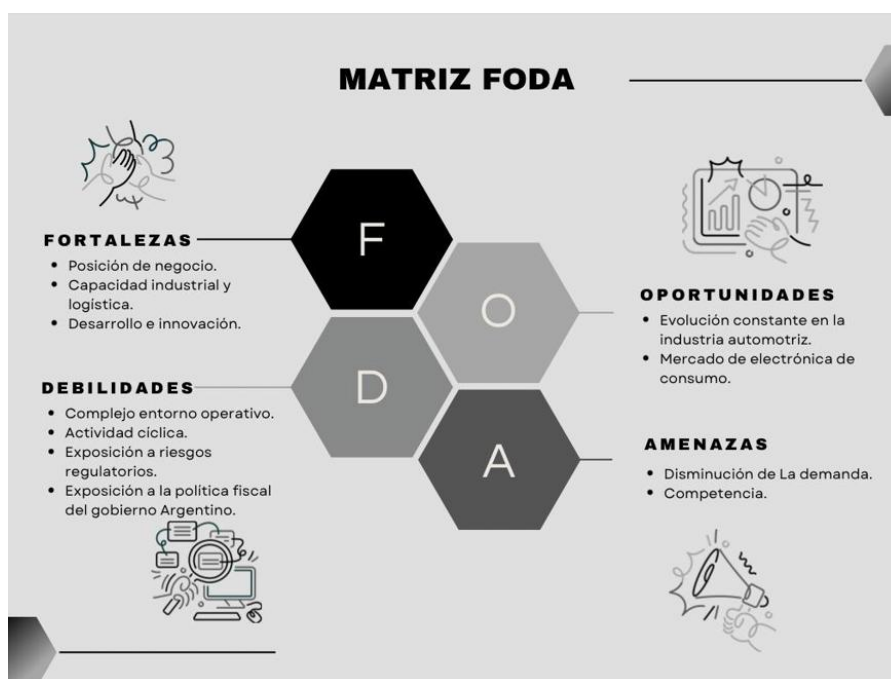 MATRIZ FODA
F
FORTALEZAS
• Posición de negocio.
• Capacidad industrial y
logística.
• Desarrollo e innovación.
O
OPORTUNIDADES
• Evolución constante en la
industria automotriz.
• Mercado de electrónica de
consumo.
D
DEBILIDADES
• Complejo entorno operativo.
• Actividad cíclica.
• Exposición a riesgos
regulatorios.
• Exposición a la política fiscal
del gobierno Argentino.
A
AMENAZAS
• Disminución de La demanda.
• Competencia.